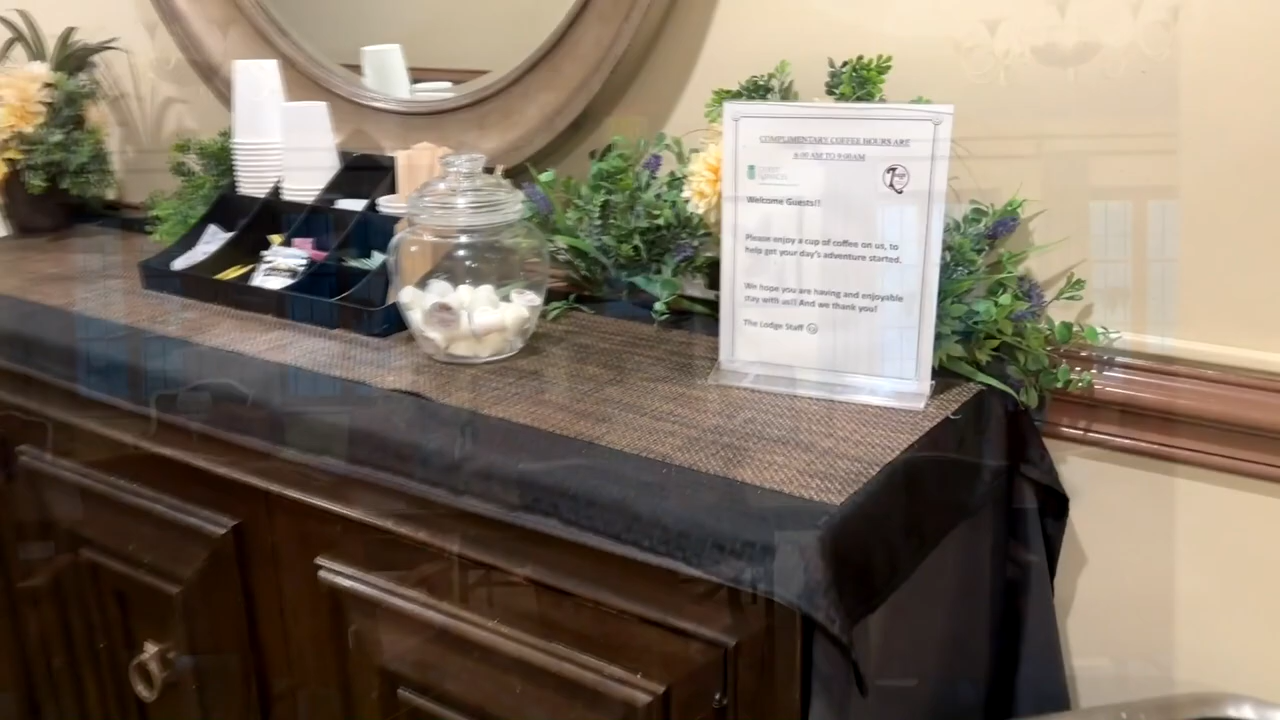 COMPLIMENTARY COFFEE HOURS ARE
6:00 AM TO 9:00AM
Welcome Guests!!
Please enjoy a cup of coffee on us, to
help get your day's adventure started.
We hope you are having and enjoyable
stay with us!! And we thank you!
The Lodge Staff